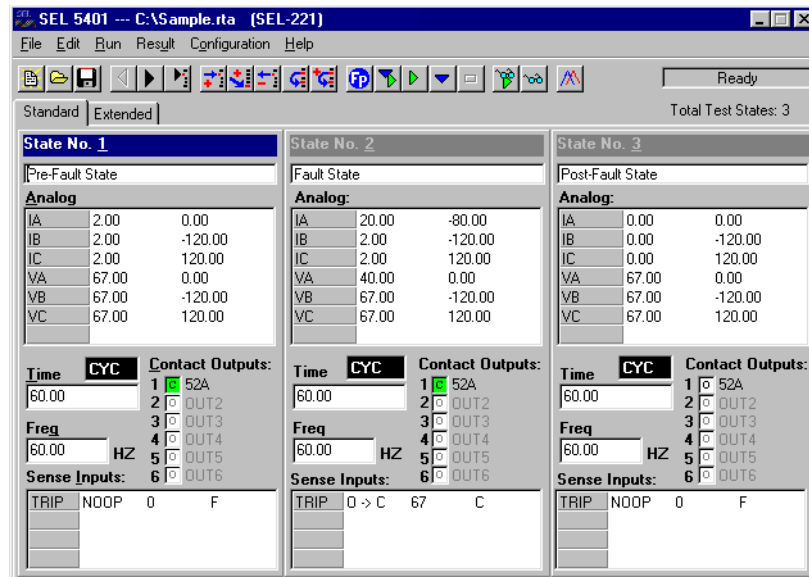 SEL 5401 --- C:\Sample.rta (SEL-221)
File Edit Run Result Configuration Help
Fp
Ready
Standard Extended
Total Test States: 3
State No. 1
Pre-Fault State
Analog
IA 2.00 0.00
IB 2.00 -120.00
IC 2.00 120.00
VA 67.00 0.00
VB 67.00 -120.00
VC 67.00 120.00
Time CYC
60.00
Freq
60.00 HZ
Contact Outputs:
1 C 52A
2 O OUT2
3 O OUT3
4 O OUT4
5 O OUT5
6 O OUT6
Sense Inputs:
TRIP NOOP 0 F
State No. 2
Fault State
Analog:
IA 20.00 -80.00
IB 2.00 -120.00
IC 2.00 120.00
VA 40.00 0.00
VB 67.00 -120.00
VC 67.00 120.00
Time CYC
60.00
Freq
60.00 HZ
Contact Outputs:
1 C 52A
2 O OUT2
3 O OUT3
4 O OUT4
5 O OUT5
6 O OUT6
Sense Inputs:
TRIP O -> C 67 C
State No. 3
Post-Fault State
Analog:
IA 0.00 0.00
IB 0.00 -120.00
IC 0.00 120.00
VA 67.00 0.00
VB 67.00 -120.00
VC 67.00 120.00
Time CYC
60.00
Freq
60.00 HZ
Contact Outputs:
1 O 52A
2 O OUT2
3 O OUT3
4 O OUT4
5 O OUT5
6 O OUT6
Sense Inputs:
TRIP NOOP 0 F